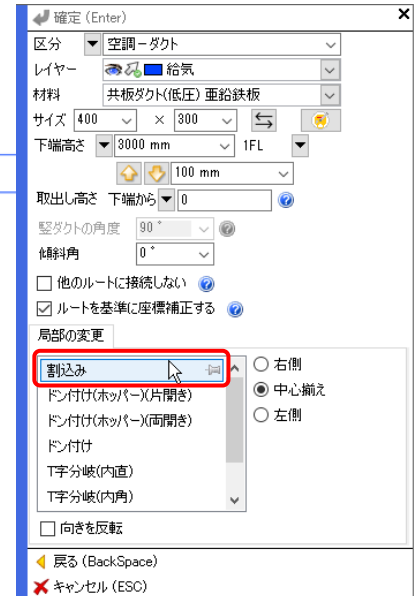 確定 (Enter) ×
区分 ▼ 空調－ダクト
レイヤー 給気
材料 共板ダクト(低圧) 亜鉛鉄板
サイズ 400 × 300
下端高さ ▼ 3000 mm 1FL ▼
100 mm
取出し高さ 下端から ▼ 0
竪ダクトの角度 90°
傾斜角 0°
他のルートに接続しない
ルートを基準に座標補正する
局部の変更
割込み
ドン付け(ホッパー)(片開き)
ドン付け(ホッパー)(両開き)
ドン付け
T字分岐(内直)
T字分岐(内角)
右側
中心揃え
左側
向きを反転
戻る (BackSpace)
キャンセル (ESC)